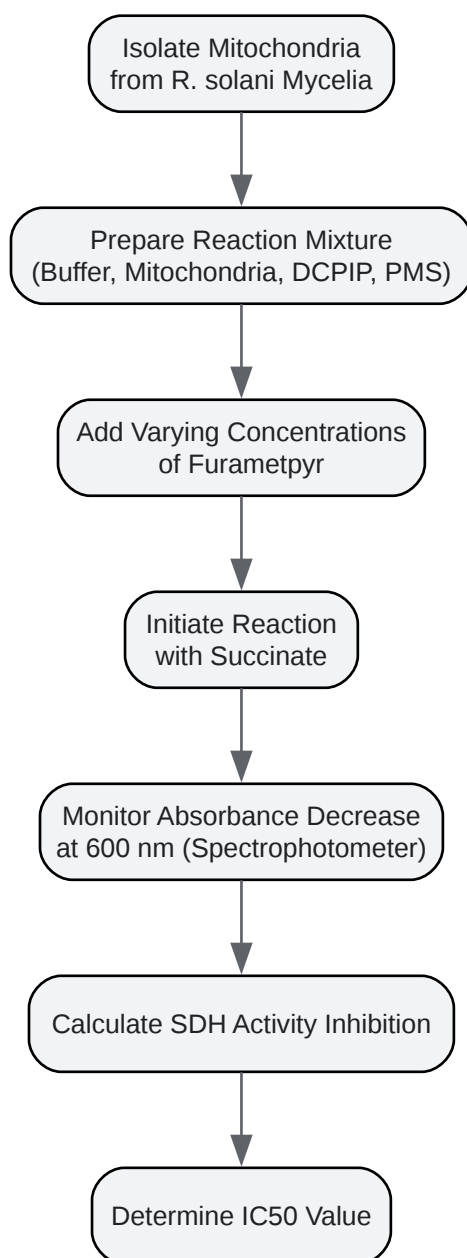 Isolate Mitochondria
from R. solani Mycelia
Prepare Reaction Mixture
(Buffer, Mitochondria, DCPIP, PMS)
Add Varying Concentrations
of Furametpyr
Initiate Reaction
with Succinate
Monitor Absorbance Decrease
at 600 nm (Spectrophotometer)
Calculate SDH Activity Inhibition
Determine IC50 Value